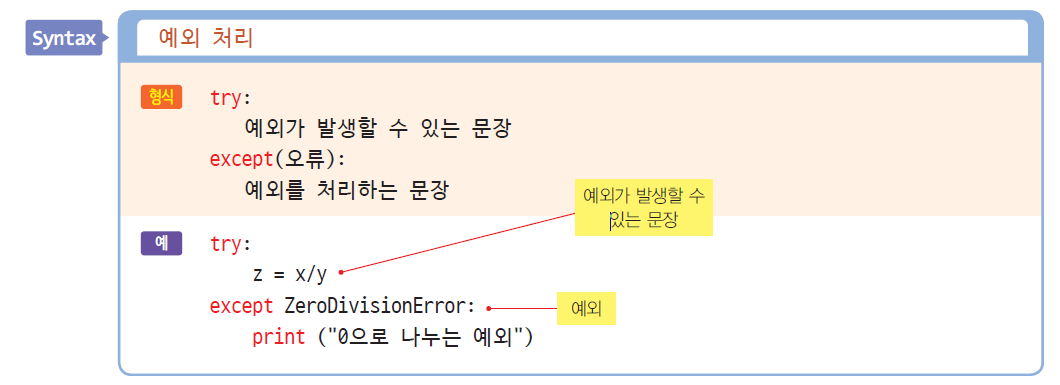 Syntax
예외 처리
형식
try:
예외가 발생할 수 있는 문장
except(오류):
예외를 처리하는 문장
예외가 발생할 수
있는 문장
예
try:
z = x/y
except ZeroDivisionError:
예외
print ("0으로 나누는 예외")